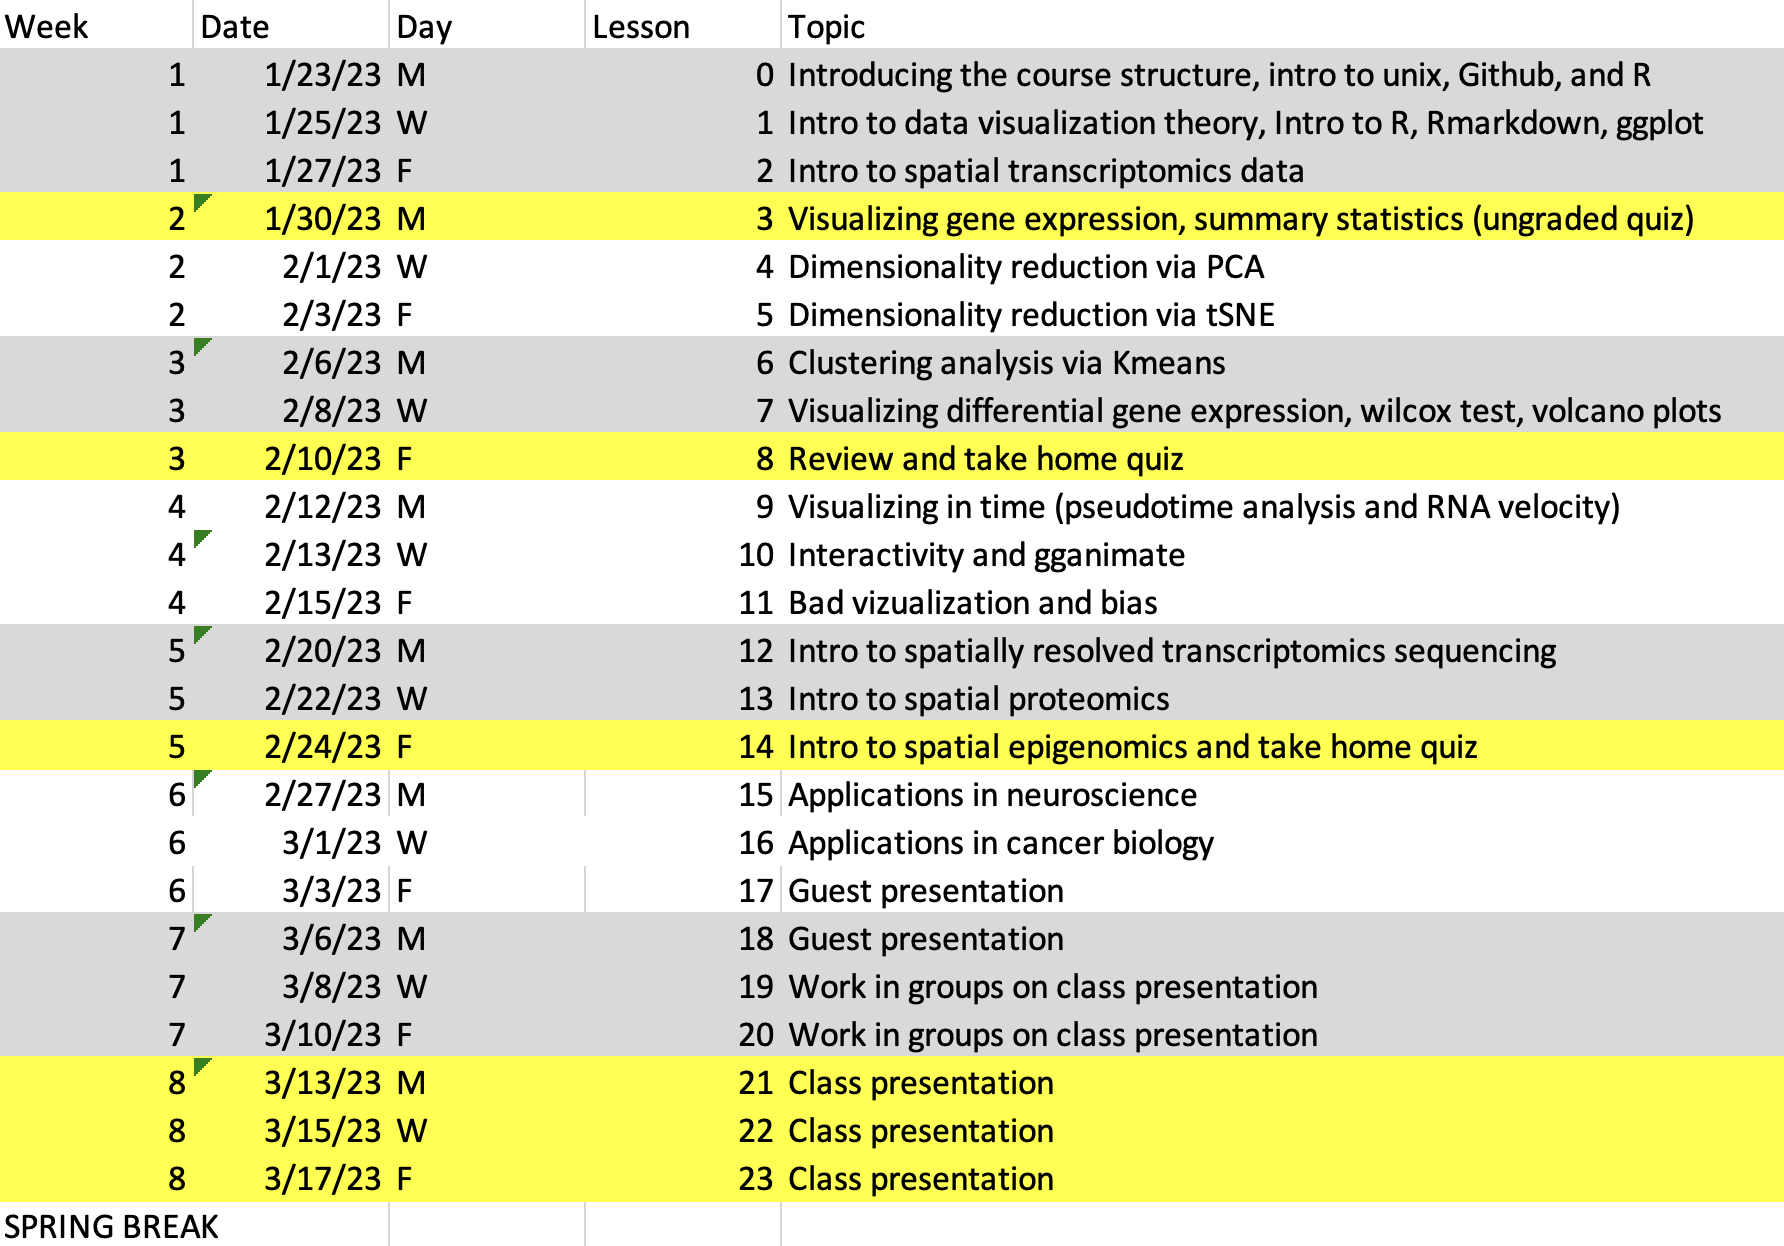 Week Date Day Lesson Topic
1 1/23/23 M 0 Introducing the course structure, intro to unix, Github, and R
1 1/25/23 W 1 Intro to data visualization theory, Intro to R, Rmarkdown, ggplot
1 1/27/23 F 2 Intro to spatial transcriptomics data
2 1/30/23 M 3 Visualizing gene expression, summary statistics (ungraded quiz)
2 2/1/23 W 4 Dimensionality reduction via PCA
2 2/3/23 F 5 Dimensionality reduction via tSNE
3 2/6/23 M 6 Clustering analysis via Kmeans
3 2/8/23 W 7 Visualizing differential gene expression, wilcox test, volcano plots
3 2/10/23 F 8 Review and take home quiz
4 2/12/23 M 9 Visualizing in time (pseudotime analysis and RNA velocity)
4 2/13/23 W 10 Interactivity and gganimate
4 2/15/23 F 11 Bad vizualization and bias
5 2/20/23 M 12 Intro to spatially resolved transcriptomics sequencing
5 2/22/23 W 13 Intro to spatial proteomics
5 2/24/23 F 14 Intro to spatial epigenomics and take home quiz
6 2/27/23 M 15 Applications in neuroscience
6 3/1/23 W 16 Applications in cancer biology
6 3/3/23 F 17 Guest presentation
7 3/6/23 M 18 Guest presentation
7 3/8/23 W 19 Work in groups on class presentation
7 3/10/23 F 20 Work in groups on class presentation
8 3/13/23 M 21 Class presentation
8 3/15/23 W 22 Class presentation
8 3/17/23 F 23 Class presentation
SPRING BREAK